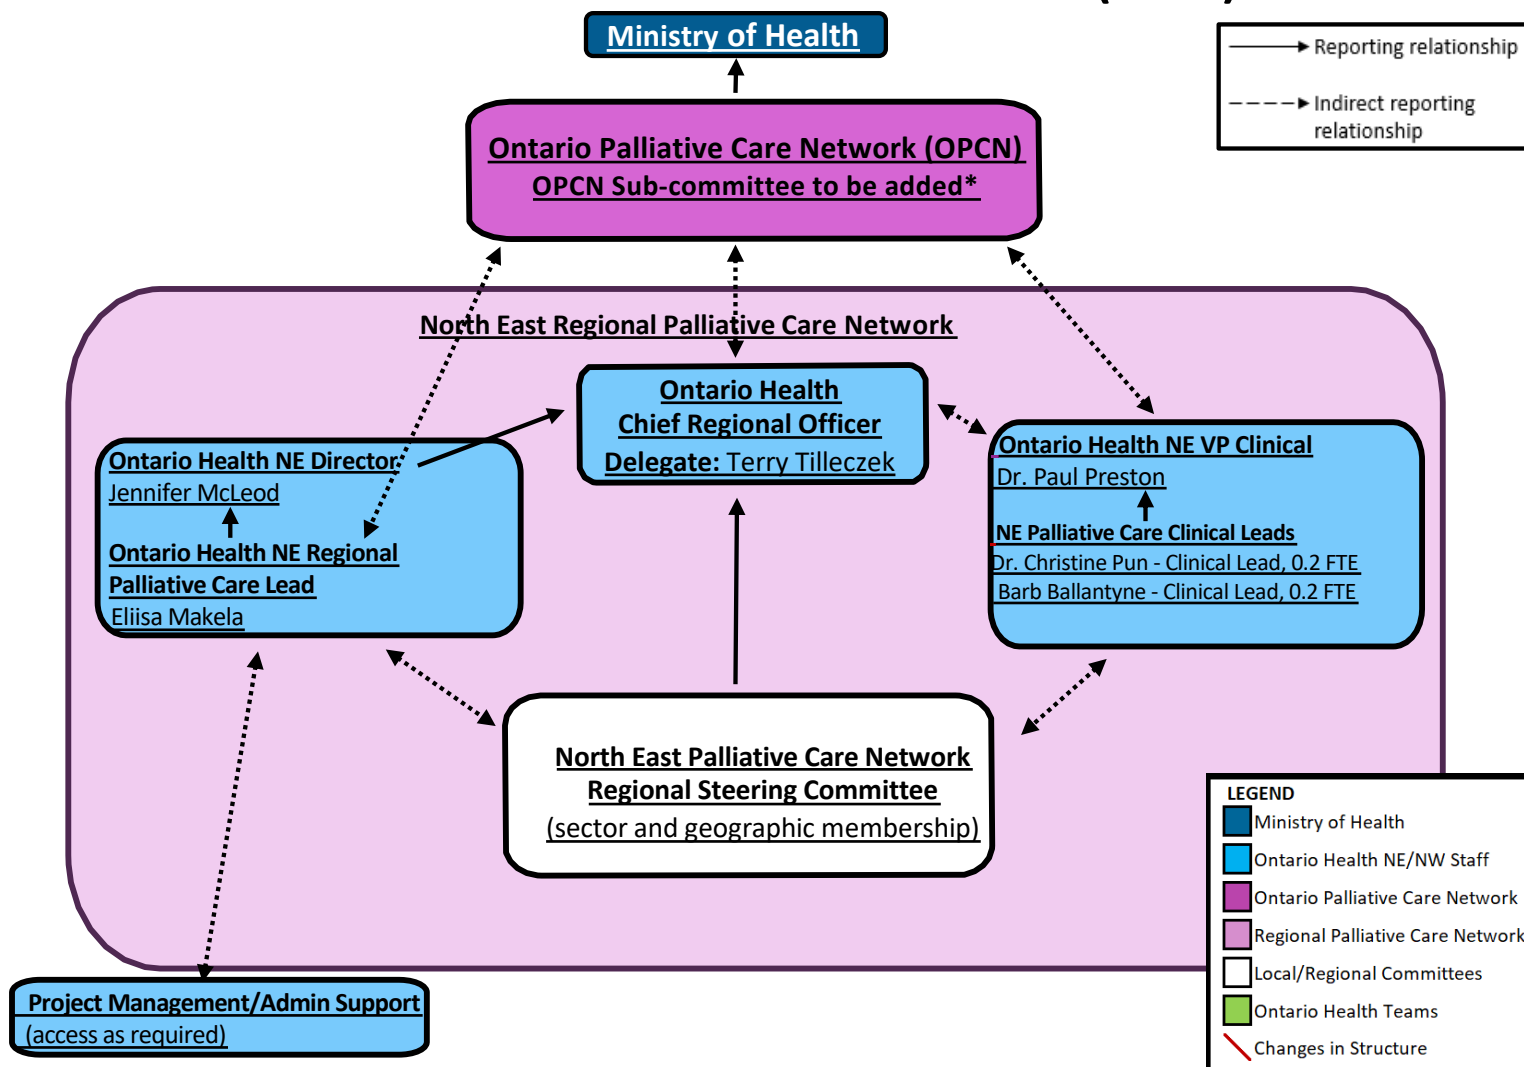 Ministry of Health
Reporting relationship
Indirect reporting
relationship
Ontario Palliative Care Network (OPCN)
OPCN Sub-committee to be added*
North East Regional Palliative Care Network
Ontario Health
Chief Regional Officer
Delegate: Terry Tilleczek
Ontario Health NE Director
Jennifer McLeod
Ontario Health NE Regional
Palliative Care Lead
Eliisa Makela
Ontario Health NE VP Clinical
Dr. Paul Preston
NE Palliative Care Clinical Leads
Dr. Christine Pun - Clinical Lead, 0.2 FTE
Barb Ballantyne - Clinical Lead, 0.2 FTE
North East Palliative Care Network
Regional Steering Committee
(sector and geographic membership)
Project Management/Admin Support
(access as required)
LEGEND
Ministry of Health
Ontario Health NE/NW Staff
Ontario Palliative Care Network
Regional Palliative Care Network
Local/Regional Committees
Ontario Health Teams
Changes in Structure